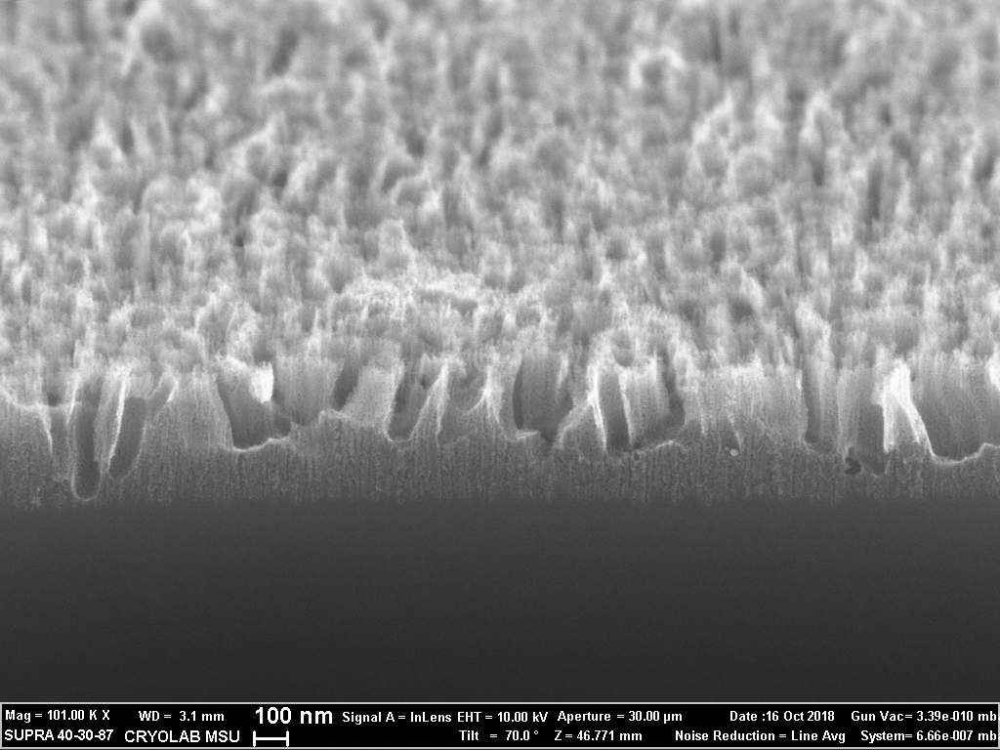 Mag = 101.00 K X WD = 3.1 mm 100 nm Signal A = InLens EHT = 10.00 kV Aperture = 30.00 µm Date :16 Oct 2018 Gun Vac= 3.39e-010 mb
SUPRA 40-30-87 CRYOLAB MSU Tilt = 70.0 ° Z = 46.771 mm Noise Reduction = Line Avg System= 6.66e-007 mb